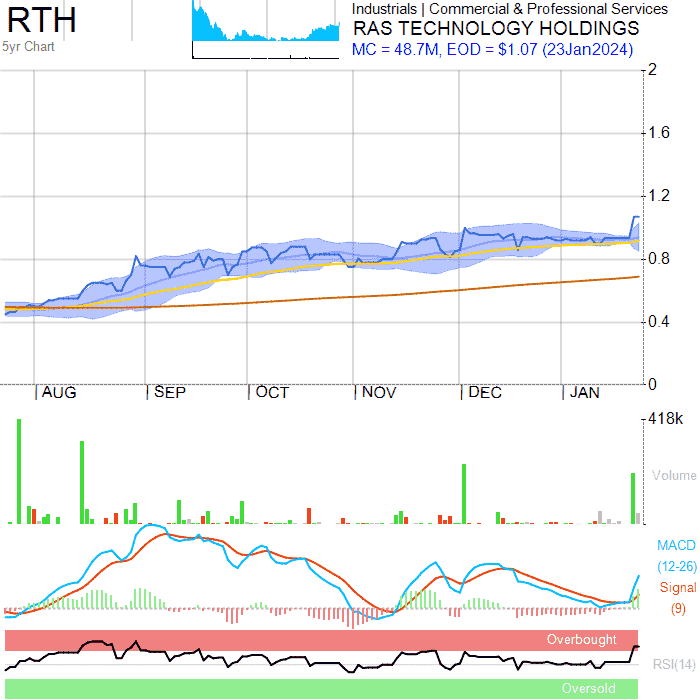 RTH
5yr Chart
Industrials | Commercial & Professional Services
RAS TECHNOLOGY HOLDINGS
MC = 48.7M, EOD = $1.07 (23Jan2024)
2
1.6
1.2
0.8
0.4
0
AUG SEP OCT NOV DEC JAN
418k
Volume
MACD
(12-26)
Signal
(9)
Overbought
RSI(14)
Oversold